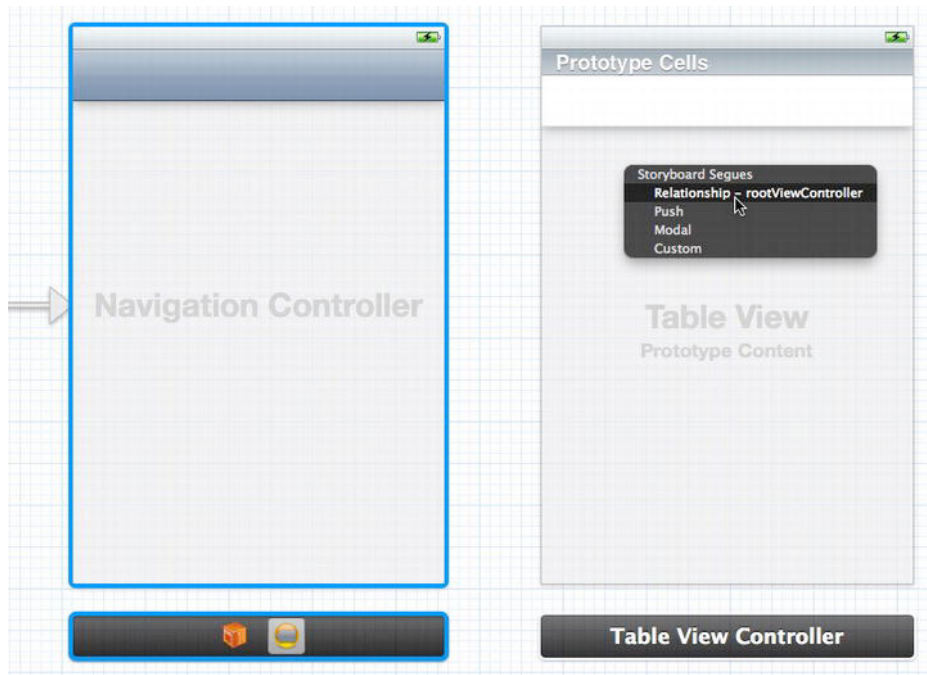 Prototype Cells
Storyboard Segues
Relationship – rootViewController
Push
Modal
Custom
Navigation Controller
Table View
Prototype Content
Table View Controller